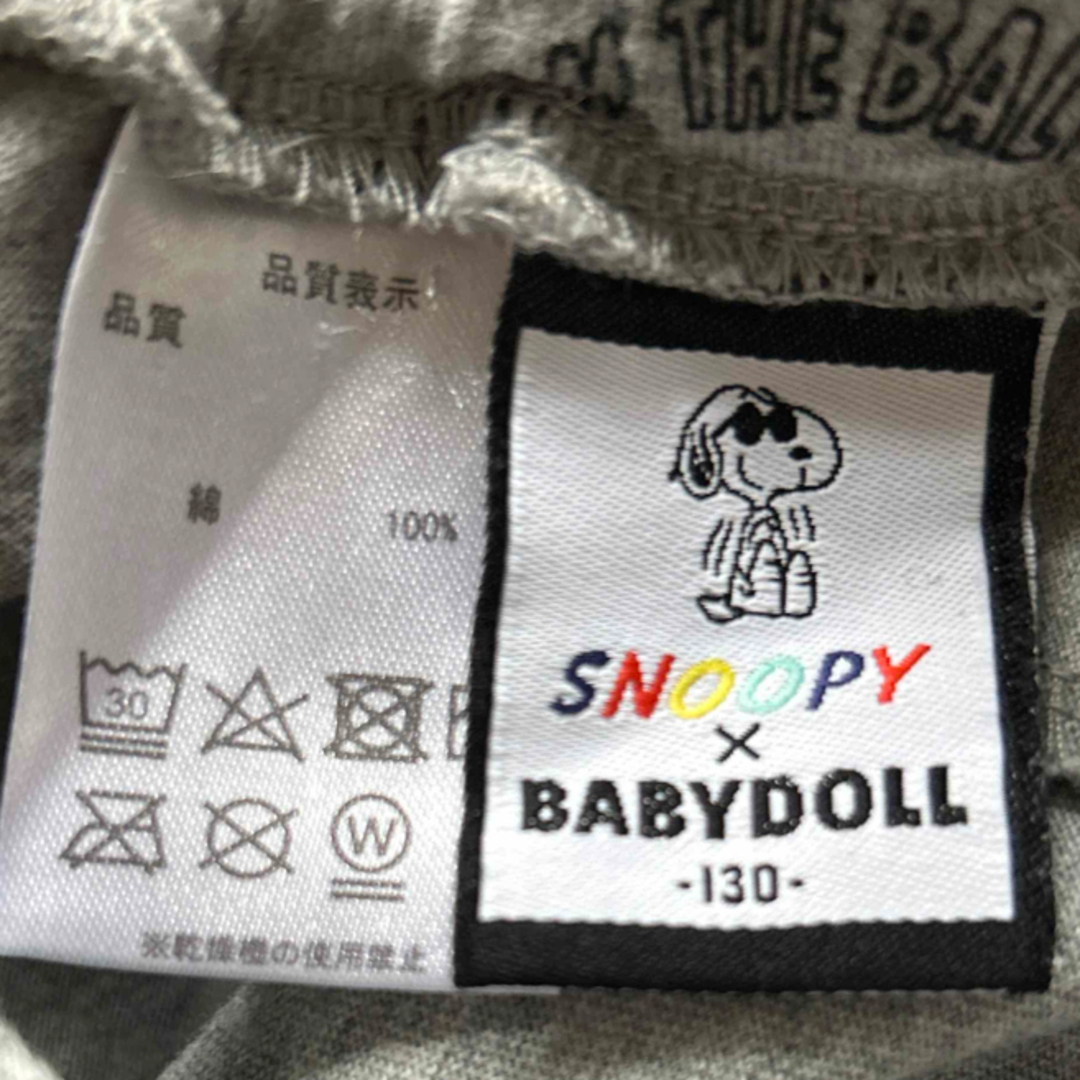 THE BAL
品質表示
品質
綿 100%
30
W
※乾燥機の使用禁止
SNOOPY
×
BABYDOLL
-130-